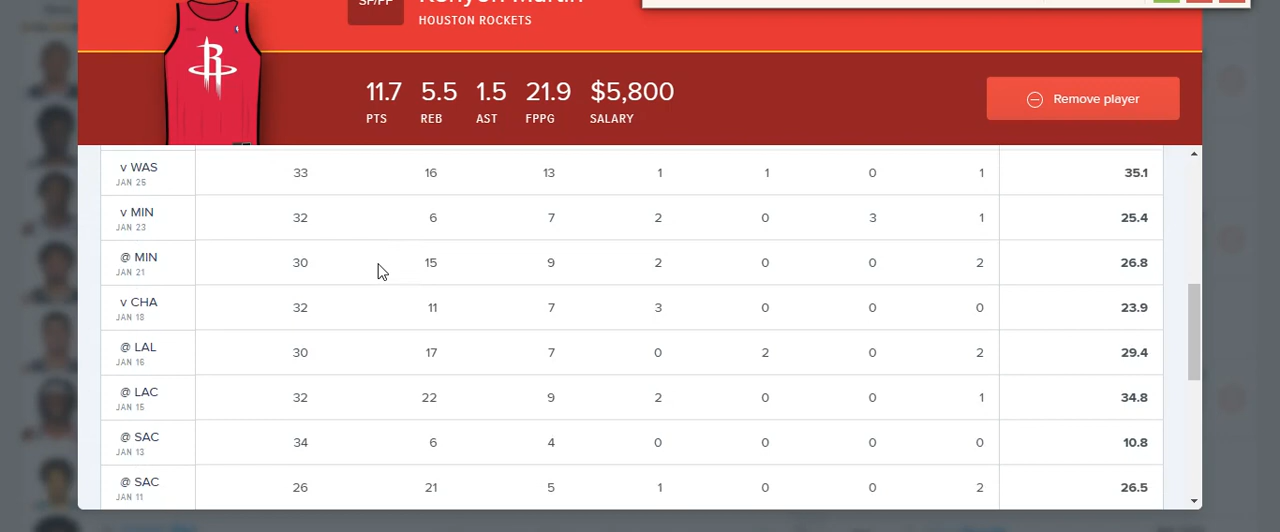 SF/PF
HOUSTON ROCKETS
R
11.7 5.5 1.5 21.9 $5,800
PTS REB AST FPPG SALARY
Remove player
v WAS 33 16 13 1 1 0 1 35.1
JAN 25
v MIN 32 6 7 2 0 3 1 25.4
JAN 23
@ MIN 30 15 9 2 0 0 2 26.8
JAN 21
v CHA 32 11 7 3 0 0 0 23.9
JAN 18
@ LAL 30 17 7 0 2 0 2 29.4
JAN 16
@ LAC 32 22 9 2 0 0 1 34.8
JAN 15
@ SAC 34 6 4 0 0 0 0 10.8
JAN 13
@ SAC 26 21 5 1 0 0 2 26.5
JAN 11